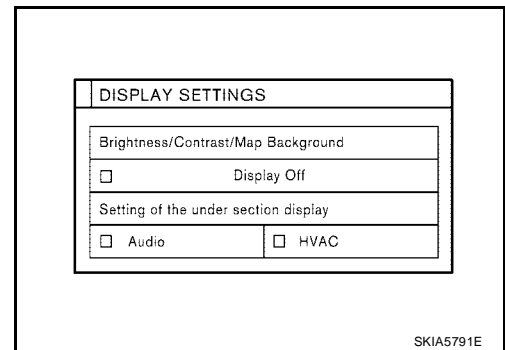 DISPLAY SETTINGS
Brightness/Contrast/Map Background
Display Off
Setting of the under section display
Audio HVAC
SKIA5791E